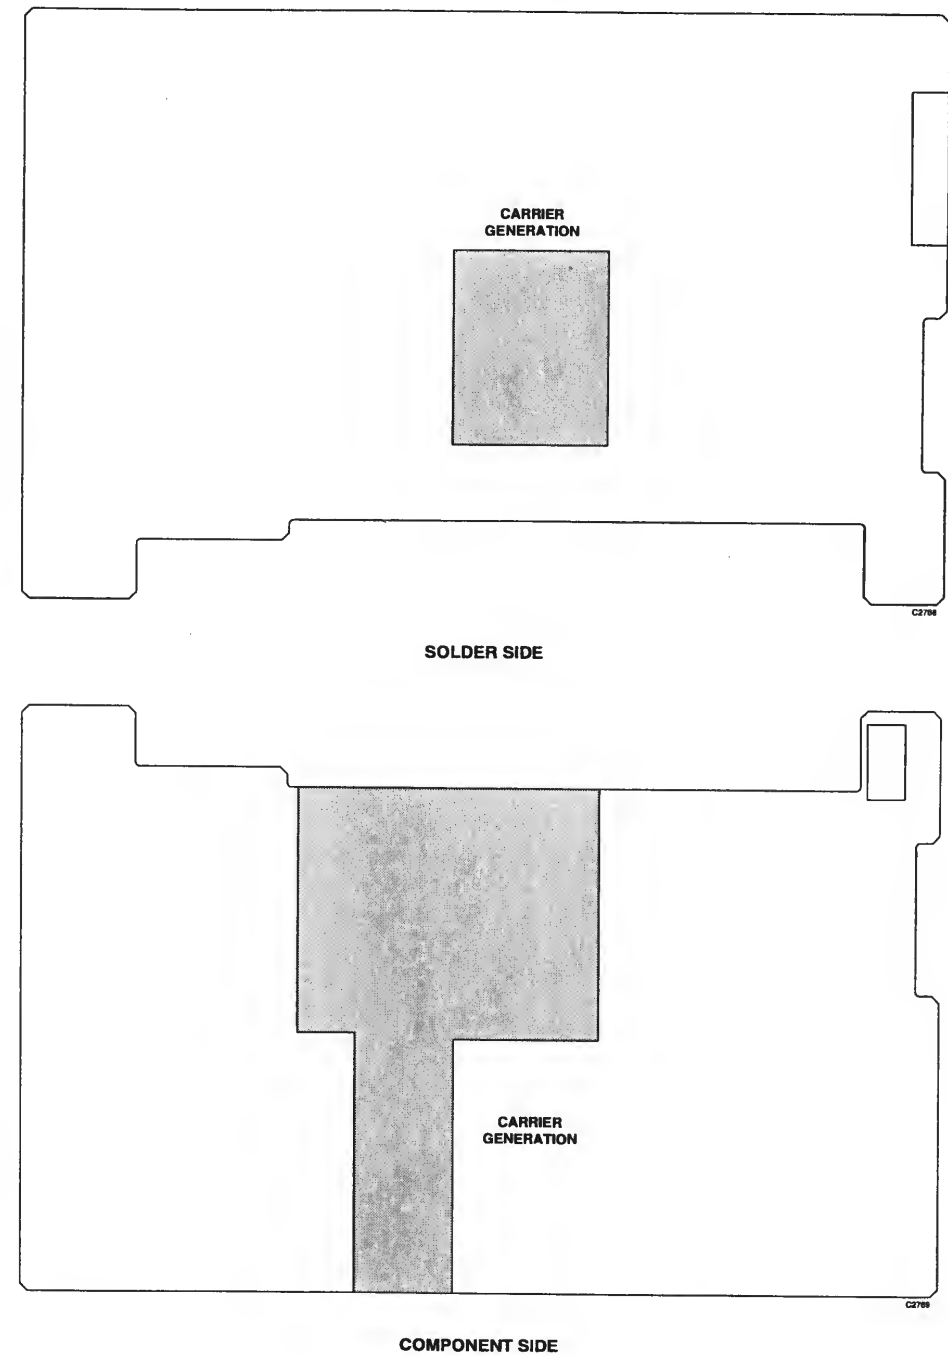 CARRIER
GENERATION
C2768
SOLDER SIDE
CARRIER
GENERATION
C2769
COMPONENT SIDE